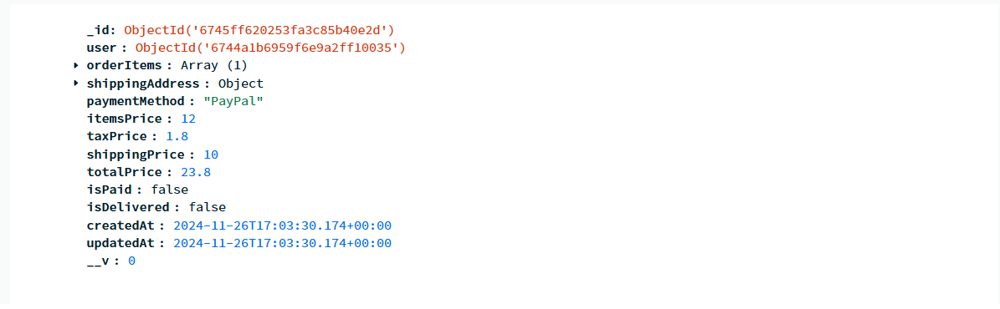 _id: ObjectId('6745ff620253fa3c85b40e2d')
user : ObjectId('6744a1b6959f6e9a2ff10035')
orderItems : Array (1)
shippingAddress : Object
paymentMethod : "PayPal"
itemsPrice : 12
taxPrice : 1.8
shippingPrice : 10
totalPrice : 23.8
isPaid : false
isDelivered : false
createdAt : 2024-11-26T17:03:30.174+00:00
updatedAt : 2024-11-26T17:03:30.174+00:00
__v : 0